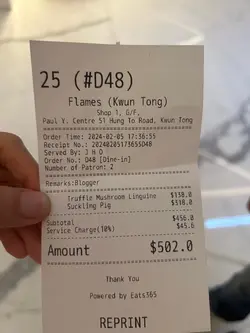 25 (#D48)
Flames (Kwun Tong)
Shop 1, G/F,
Paul Y. Centre 51 Hung To Road, Kwun Tong
Order Time: 2024-02-05 17:36:55
Receipt No.: 20240205173655D48
Served By: J H O
Order No.: D48 [Dine-in]
Number of Patron: 2
Remarks:Blogger
Truffle Mushroom Linguine $138.0
Suckling Pig $318.0
Subtotal $456.0
Service Charge(10%) $45.6
Amount $502.0
Thank You
Powered by Eats365
REPRINT